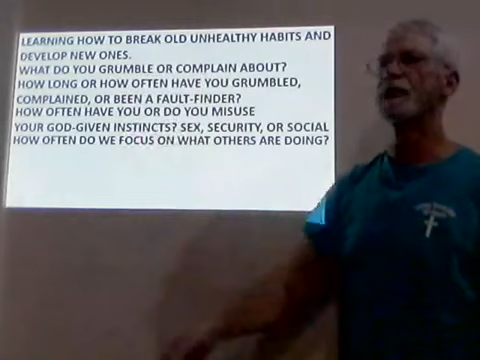 LEARNING HOW TO BREAK OLD UNHEALTHY HABITS AND
DEVELOP NEW ONES.
WHAT DO YOU GRUMBLE OR COMPLAIN ABOUT?
HOW LONG OR HOW OFTEN HAVE YOU GRUMBLED,
COMPLAINED, OR BEEN A FAULT-FINDER?
HOW OFTEN HAVE YOU OR DO YOU MISUSE
YOUR GOD-GIVEN INSTINCTS? SEX, SECURITY, OR SOCIAL
HOW OFTEN DO WE FOCUS ON WHAT OTHERS ARE DOING?